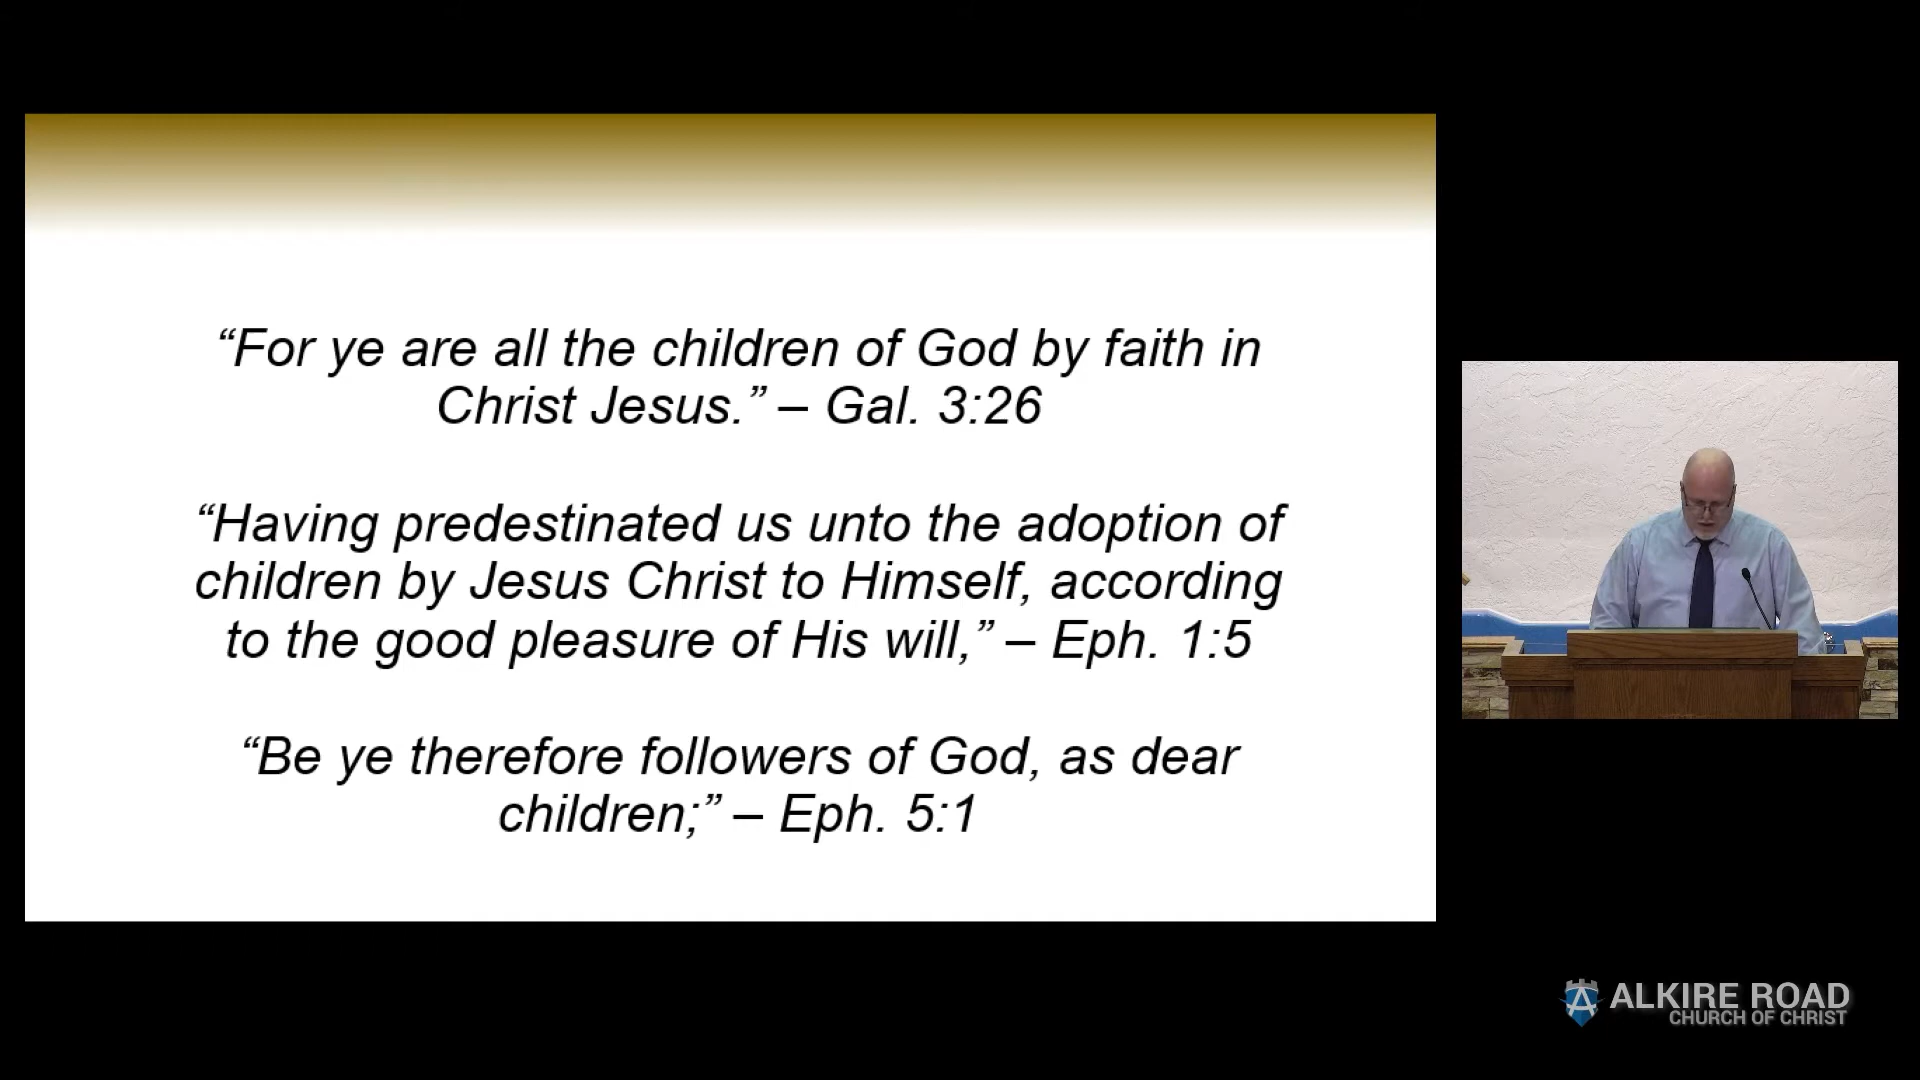 “For ye are all the children of God by faith in
Christ Jesus.” – Gal. 3:26
“Having predestinated us unto the adoption of
children by Jesus Christ to Himself, according
to the good pleasure of His will,” – Eph. 1:5
“Be ye therefore followers of God, as dear
children;” – Eph. 5:1
ALKIRE ROAD
CHURCH OF CHRIST